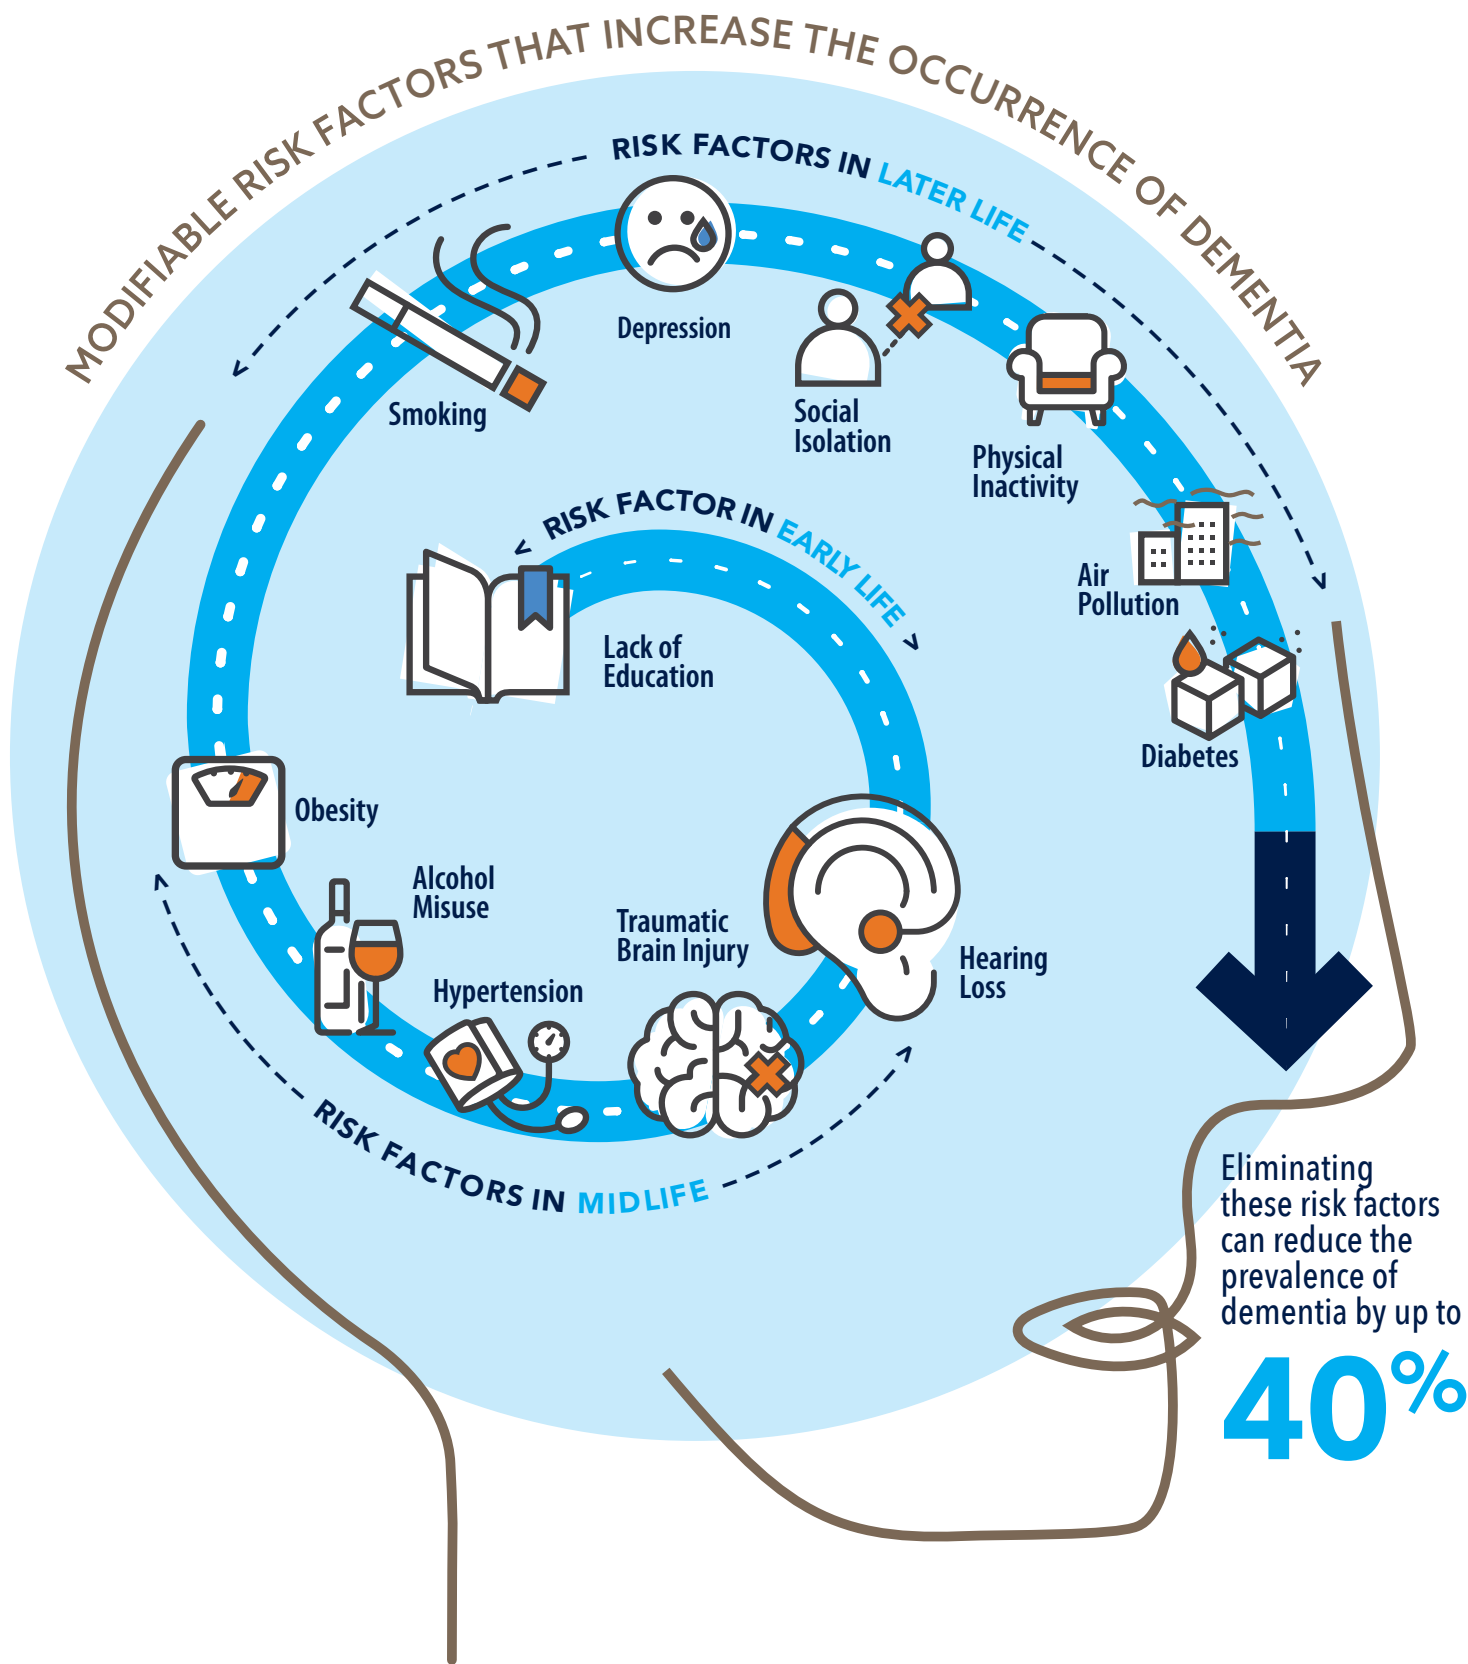 MODIFIABLE RISK FACTORS THAT INCREASE THE OCCURRENCE OF DEMENTIA
RISK FACTORS IN LATER LIFE
Depression
Smoking
Social
Isolation
Physical
Inactivity
Air
Pollution
Diabetes
RISK FACTOR IN EARLY LIFE
Lack of
Education
Obesity
Alcohol
Misuse
Hypertension
Traumatic
Brain Injury
Hearing
Loss
RISK FACTORS IN MIDLIFE
Eliminating
these risk factors
can reduce the
prevalence of
dementia by up to
40%